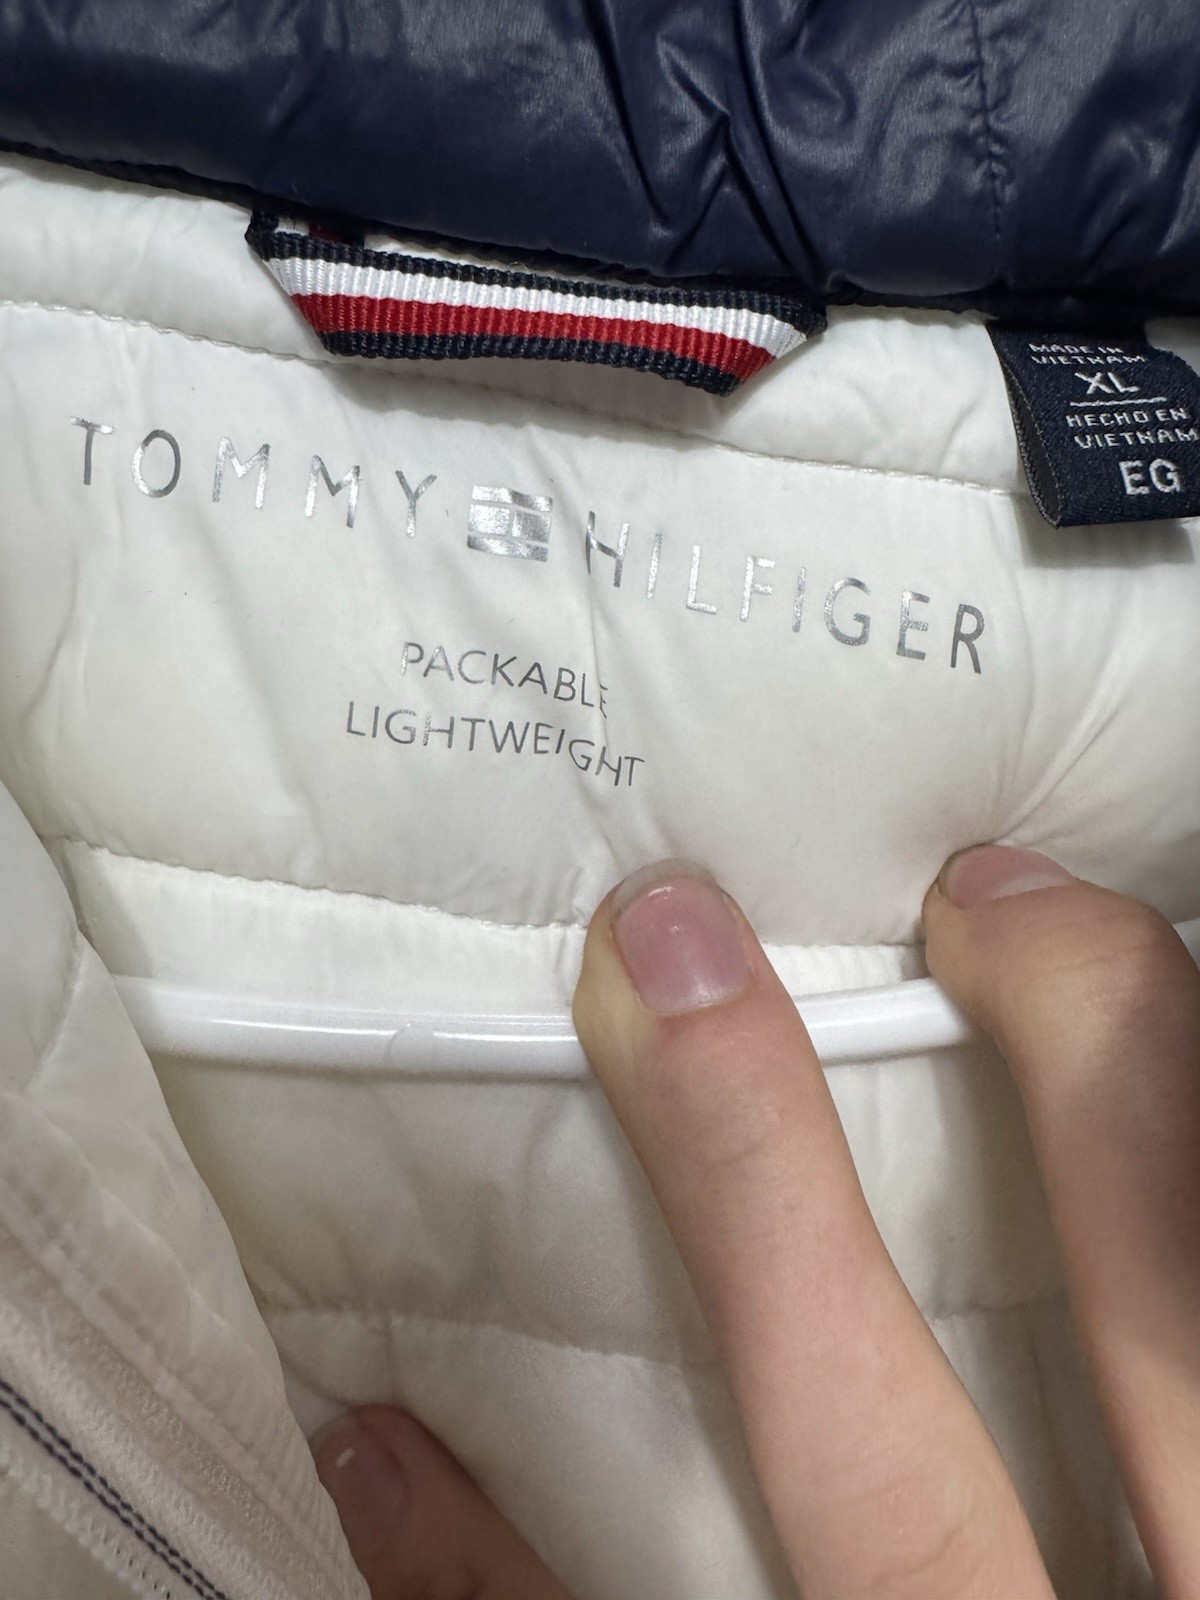 MADE IN
VIETNAM
XL
HECHO EN
VIETNAM
EG
TOMMY HILFIGER
PACKABLE
LIGHTWEIGHT